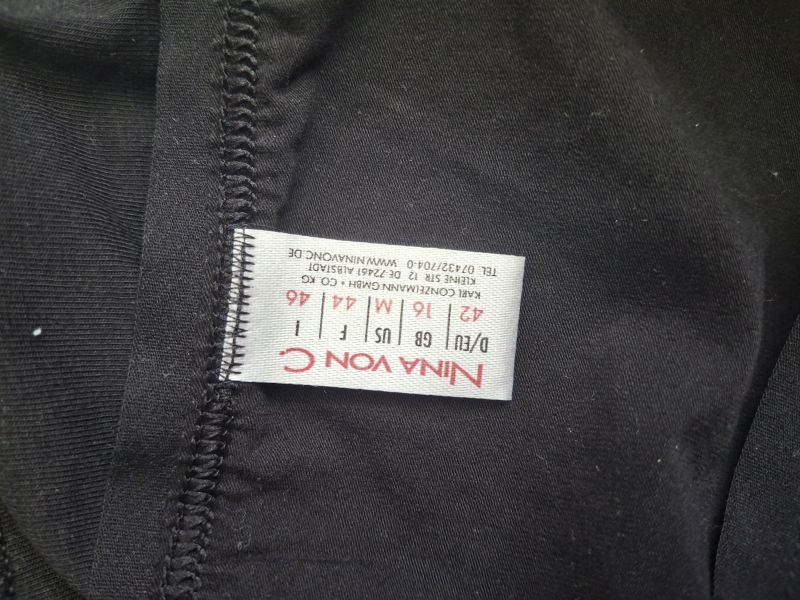 NINA VON C.
D/EU | GB | US | F | I
42 | 16 | M | 44 | 46
KARL CONZELMANN GMBH + CO. KG
KLEINE STR. 12 DE-72461 ALBSTADT
TEL. 07432/704-0 WWW.NINAVONC.DE